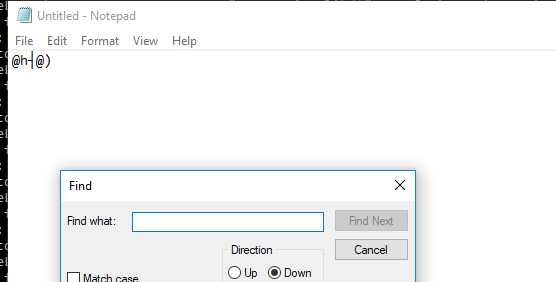 Untitled - Notepad
File Edit Format View Help
@h-@)
Find
Find what:
Find Next
Cancel
Direction
Match case
Up Down